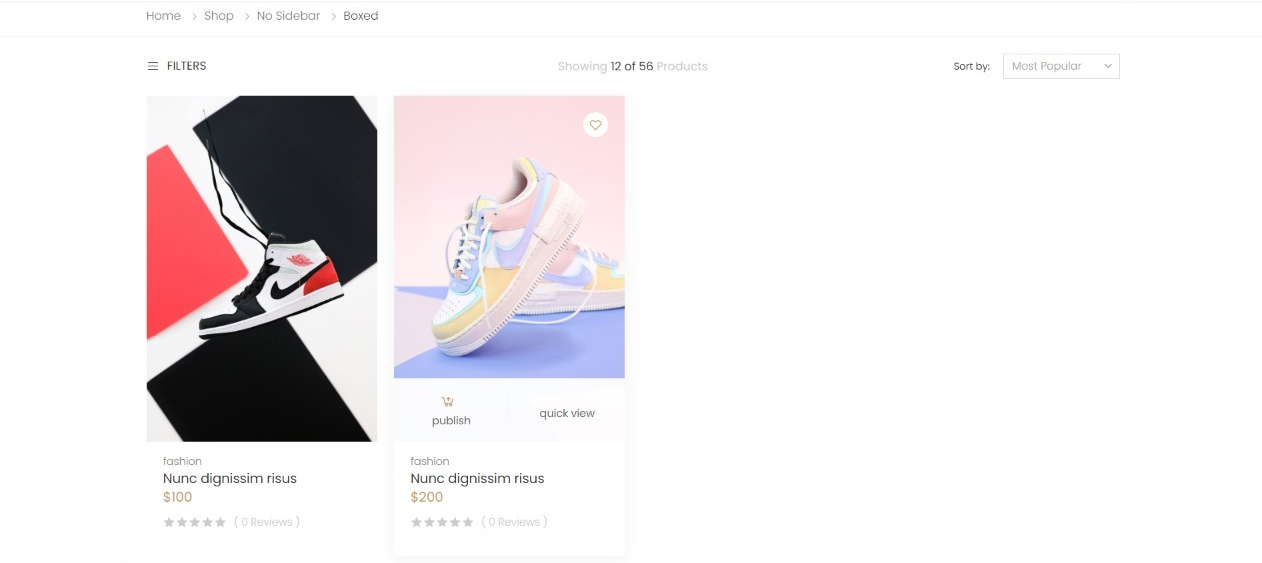 Home > Shop > No Sidebar > Boxed
FILTERS
Showing 12 of 56 Products
Sort by: Most Popular
publish
quick view
fashion
Nunc dignissim risus
$100
( 0 Reviews )
fashion
Nunc dignissim risus
$200
( 0 Reviews )